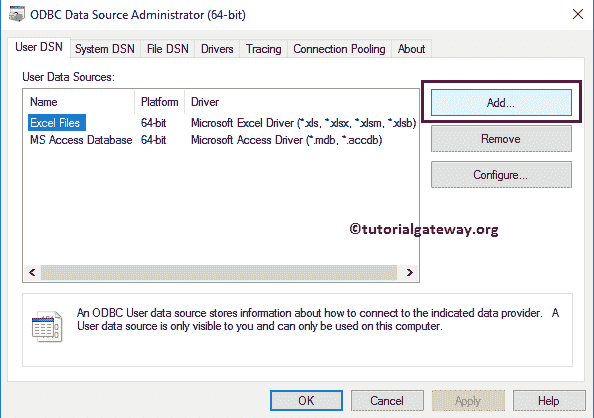 ODBC Data Source Administrator (64-bit)
User DSN System DSN File DSN Drivers Tracing Connection Pooling About
User Data Sources:
Name Platform Driver
Excel Files 64-bit Microsoft Excel Driver (*.xls, *.xlsx, *.xlsm, *.xlsb)
MS Access Database 64-bit Microsoft Access Driver (*.mdb, *.accdb)
Add...
Remove
Configure...
©tutorialgateway.org
An ODBC User data source stores information about how to connect to the indicated data provider. A
User data source is only visible to you and can only be used on this computer.
OK Cancel Apply Help